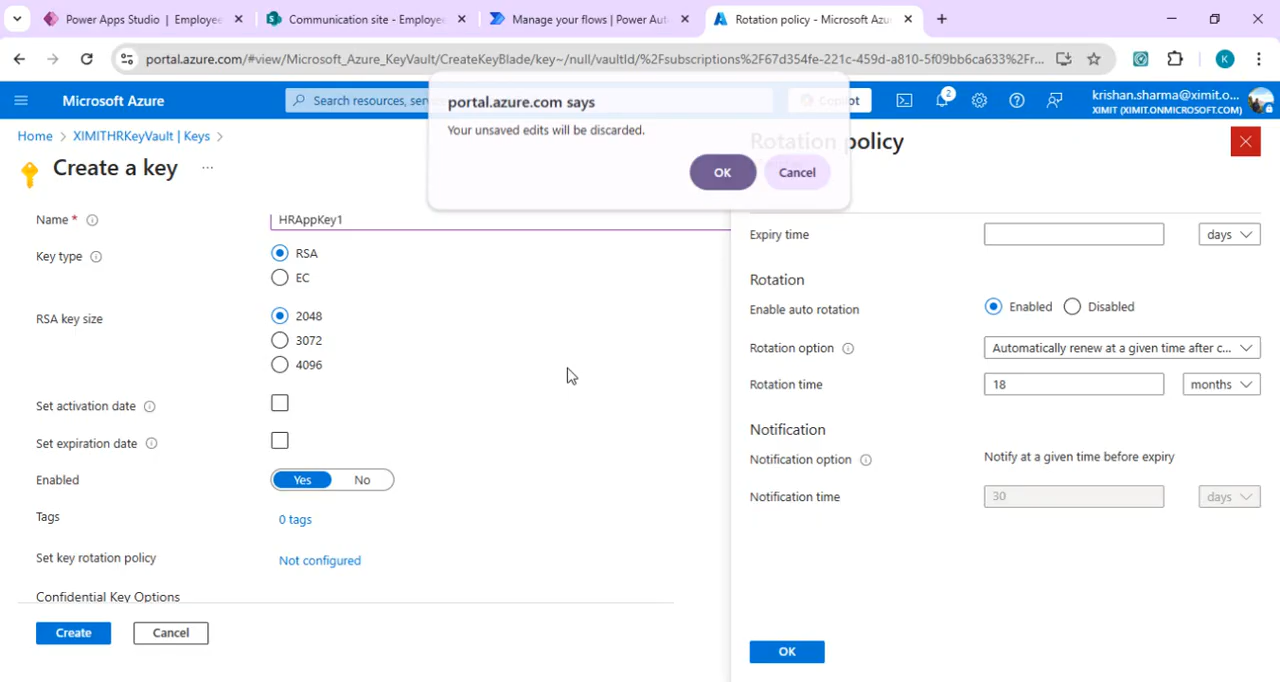 Power Apps Studio | Employee
Communication site - Employee
Manage your flows | Power Aut
Rotation policy - Microsoft Azu
portal.azure.com/#view/Microsoft_Azure_KeyVault/CreateKeyBlade/key~/null/vaultId/%2Fsubscriptions%2F67d354fe-221c-459d-a810-5f09bb6ca633%2Fr...
K
Microsoft Azure
Search resources, serv
Copilot
2
krishan.sharma@ximit.o...
XIMIT (XIMIT.ONMICROSOFT.COM)
portal.azure.com says
Your unsaved edits will be discarded.
OK
Cancel
Home > XIMITHRKeyVault | Keys >
Create a key ...
Name *
HRAppKey1
Key type
RSA
EC
RSA key size
2048
3072
4096
Set activation date
Set expiration date
Enabled
Yes
No
Tags
0 tags
Set key rotation policy
Not configured
Confidential Key Options
Create
Cancel
Rotation policy
Expiry time
days
Rotation
Enable auto rotation
Enabled
Disabled
Rotation option
Automatically renew at a given time after c...
Rotation time
18
months
Notification
Notification option
Notify at a given time before expiry
Notification time
30
days
OK